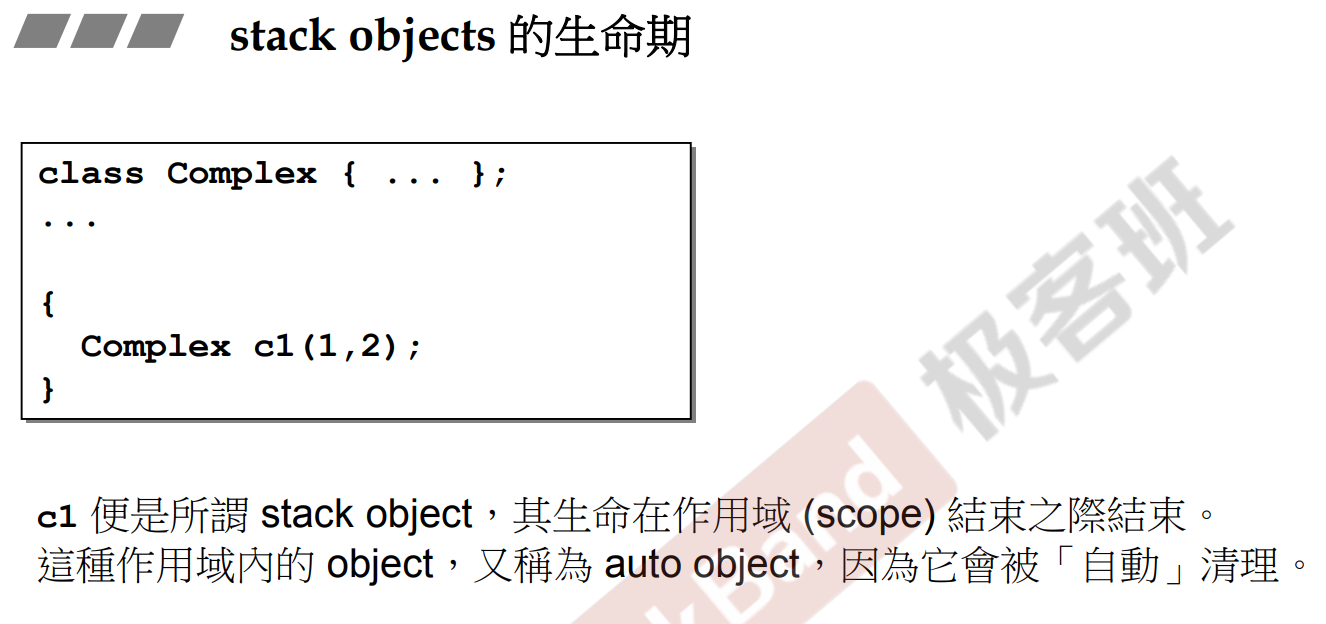 stack objects 的生命期
class Complex { ... };
...
{
Complex c1(1,2);
}
c1 便是所謂 stack object，其生命在作用域 (scope) 結束之際結束。
這種作用域內的 object，又稱為 auto object，因為它會被「自動」清理。
极客班
kBand